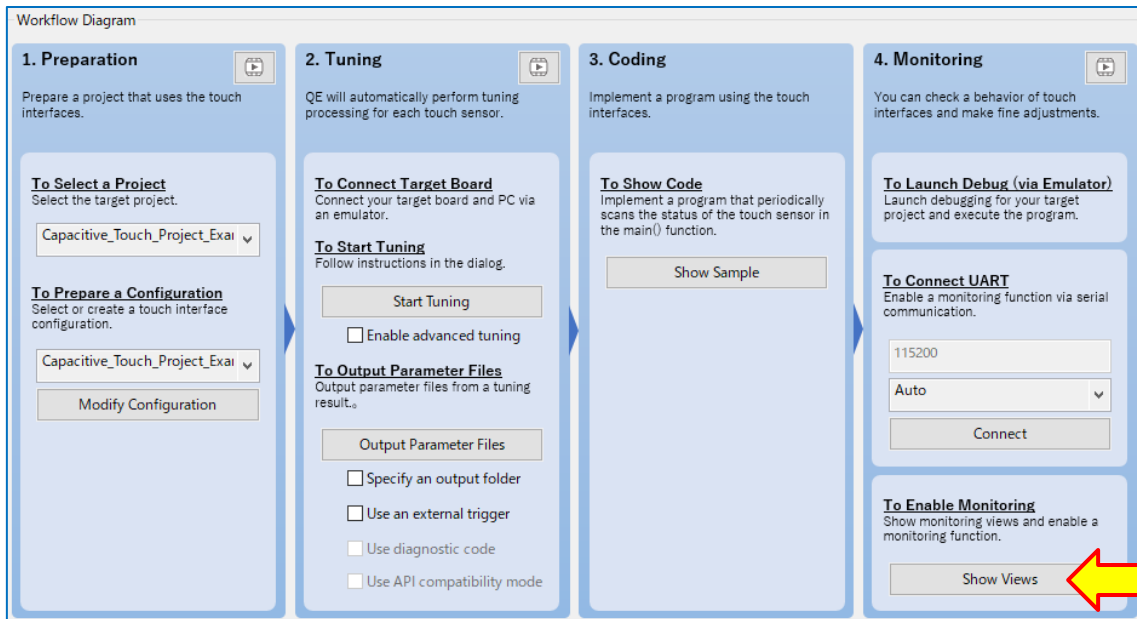 Workflow Diagram
1. Preparation
Prepare a project that uses the touch
interfaces.
To Select a Project
Select the target project.
Capacitive_Touch_Project_Exar
To Prepare a Configuration
Select or create a touch interface
configuration.
Capacitive_Touch_Project_Exar
Modify Configuration
2. Tuning
QE will automatically perform tuning
processing for each touch sensor.
To Connect Target Board
Connect your target board and PC via
an emulator.
To Start Tuning
Follow instructions in the dialog.
Start Tuning
Enable advanced tuning
To Output Parameter Files
Output parameter files from a tuning
result.。
Output Parameter Files
Specify an output folder
Use an external trigger
Use diagnostic code
Use API compatibility mode
3. Coding
Implement a program using the touch
interfaces.
To Show Code
Implement a program that periodically
scans the status of the touch sensor in
the main() function.
Show Sample
4. Monitoring
You can check a behavior of touch
interfaces and make fine adjustments.
To Launch Debug (via Emulator)
Launch debugging for your target
project and execute the program.
To Connect UART
Enable a monitoring function via serial
communication.
115200
Auto
Connect
To Enable Monitoring
Show monitoring views and enable a
monitoring function.
Show Views